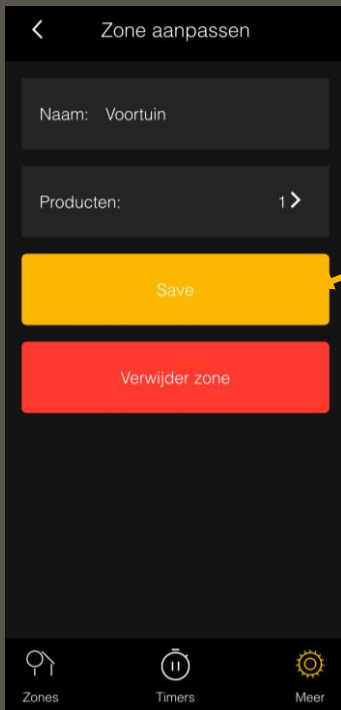 Zone aanpassen
Naam: Voortuin
Producten: 1
Save
Verwijder zone
Zones Timers Meer